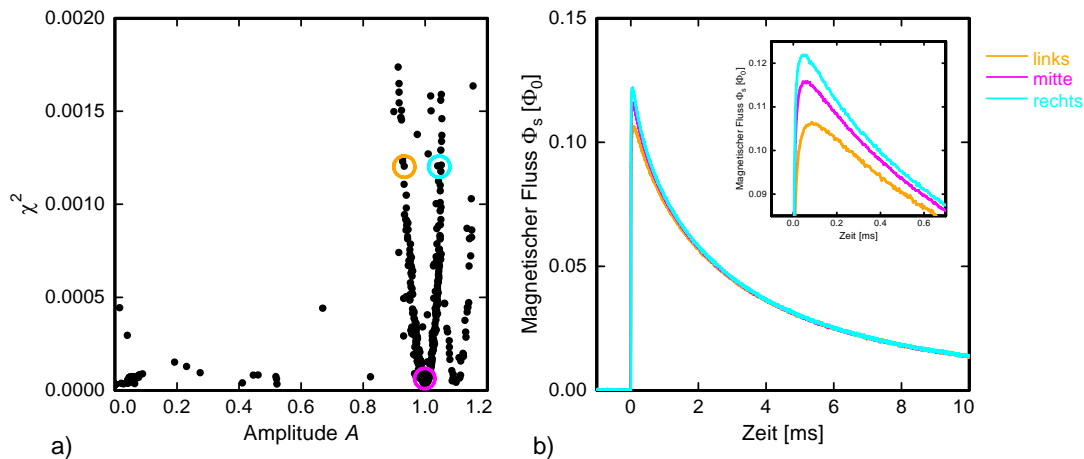 0.0020
0.0015
0.0010
0.0005
0.0000
χ²
0.0 0.2 0.4 0.6 0.8 1.0 1.2
Amplitude A
a)
0.15
0.10
0.05
0.00
Magnetischer Fluss Φs [Φ0]
0 2 4 6 8 10
Zeit [ms]
b)
0.12
0.11
0.10
0.09
Magnetischer Fluss Φs [Φ0]
0.0 0.2 0.4 0.6
Zeit [ms]
links
mitte
rechts